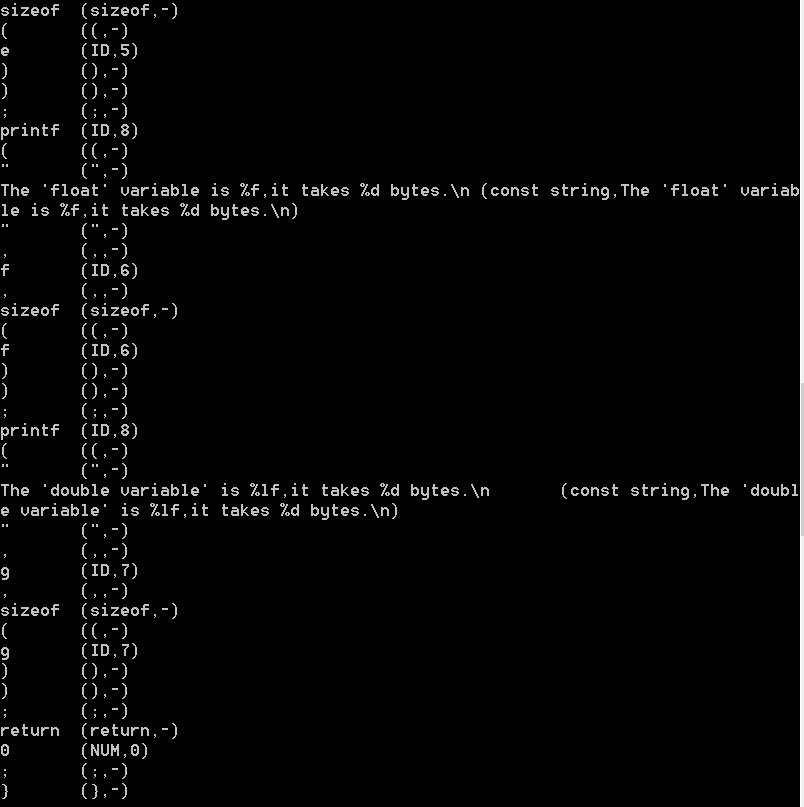 sizeof  (sizeof,-)
(       ((,-)
e       (ID,5)
)       (),-)
)       (),-)
;       (;,-)
printf  (ID,8)
(       ((,-)
"       (",-)
The 'float' variable is %f,it takes %d bytes.\n (const string,The 'float' variab
le is %f,it takes %d bytes.\n)
"       (",-)
,       (,,-)
f       (ID,6)
,       (,,-)
sizeof  (sizeof,-)
(       ((,-)
f       (ID,6)
)       (),-)
)       (),-)
;       (;,-)
printf  (ID,8)
(       ((,-)
"       (",-)
The 'double variable' is %lf,it takes %d bytes.\n       (const string,The 'doubl
e variable' is %lf,it takes %d bytes.\n)
"       (",-)
,       (,,-)
g       (ID,7)
,       (,,-)
sizeof  (sizeof,-)
(       ((,-)
g       (ID,7)
)       (),-)
)       (),-)
;       (;,-)
return  (return,-)
0       (NUM,0)
;       (;,-)
}       (},-)